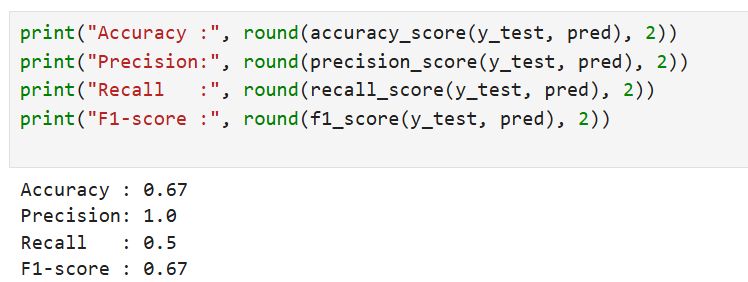 print("Accuracy :", round(accuracy_score(y_test, pred), 2))
print("Precision:", round(precision_score(y_test, pred), 2))
print("Recall   :", round(recall_score(y_test, pred), 2))
print("F1-score :", round(f1_score(y_test, pred), 2))
Accuracy : 0.67
Precision: 1.0
Recall   : 0.5
F1-score : 0.67